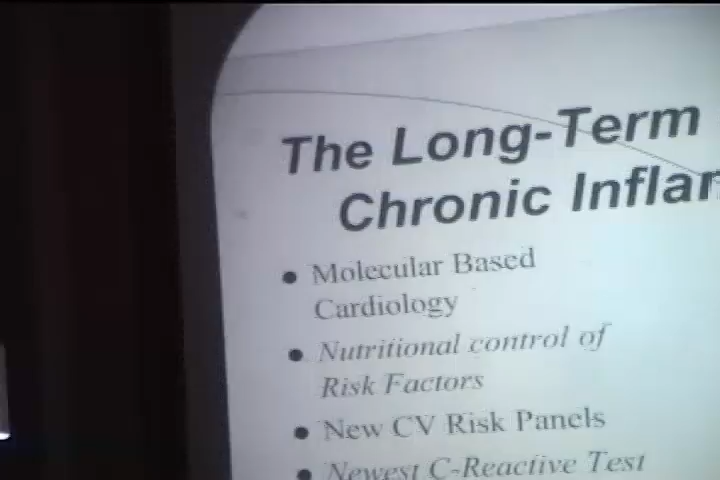 The Long-Term
Chronic Inflar
• Molecular Based
Cardiology
• Nutritional control of
Risk Factors
• New CV Risk Panels
• Newest C-Reactive Test